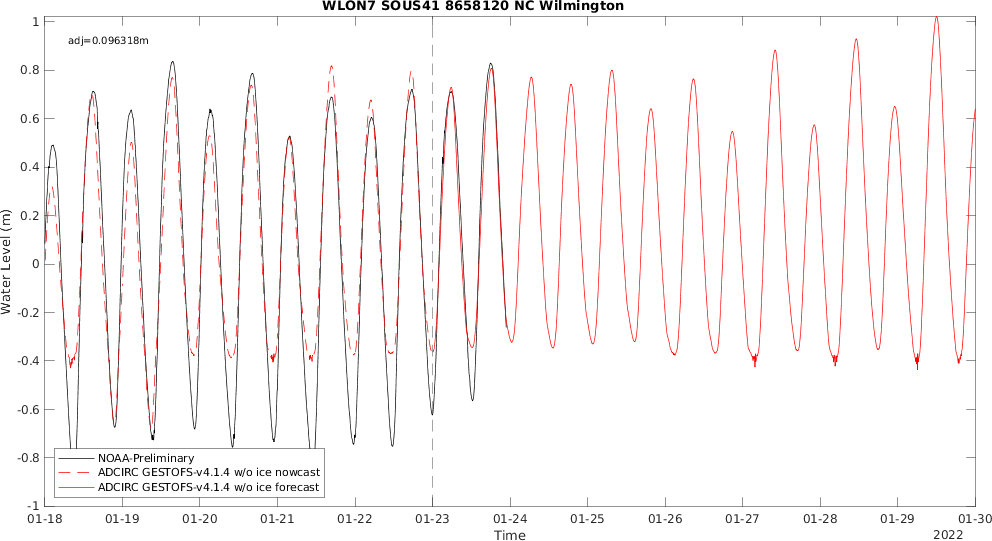 WLON7 SOUS41 8658120 NC Wilmington
adj=0.096318m
1
0.8
0.6
0.4
0.2
0
-0.2
-0.4
-0.6
-0.8
-1
Water Level (m)
NOAA-Preliminary
ADCIRC GESTOFS-v4.1.4 w/o ice nowcast
ADCIRC GESTOFS-v4.1.4 w/o ice forecast
01-18 01-19 01-20 01-21 01-22 01-23 01-24 01-25 01-26 01-27 01-28 01-29 01-30
Time
2022